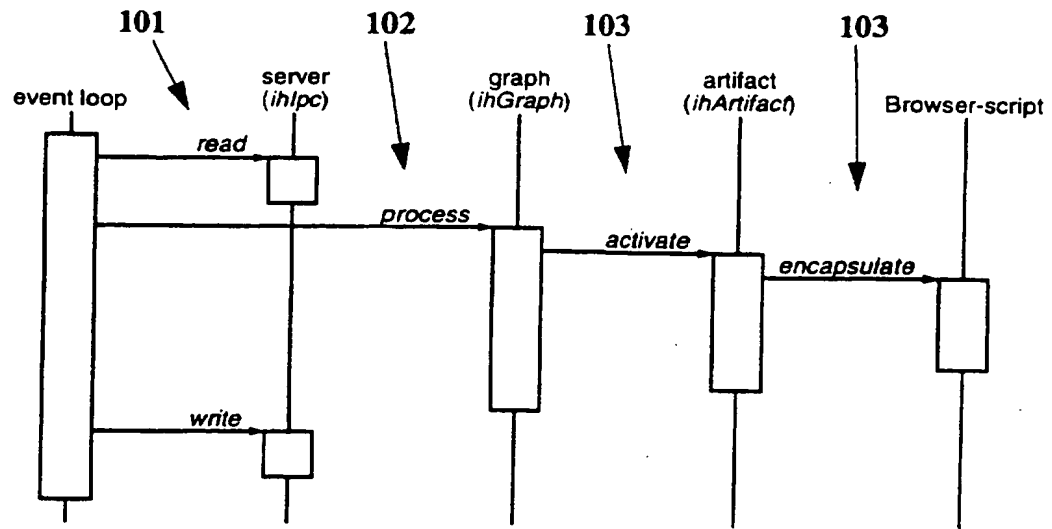 101
102
103
103
event loop
server
(ihIpc)
graph
(ihGraph)
artifact
(ihArtifact)
Browser-script
read
process
activate
encapsulate
write